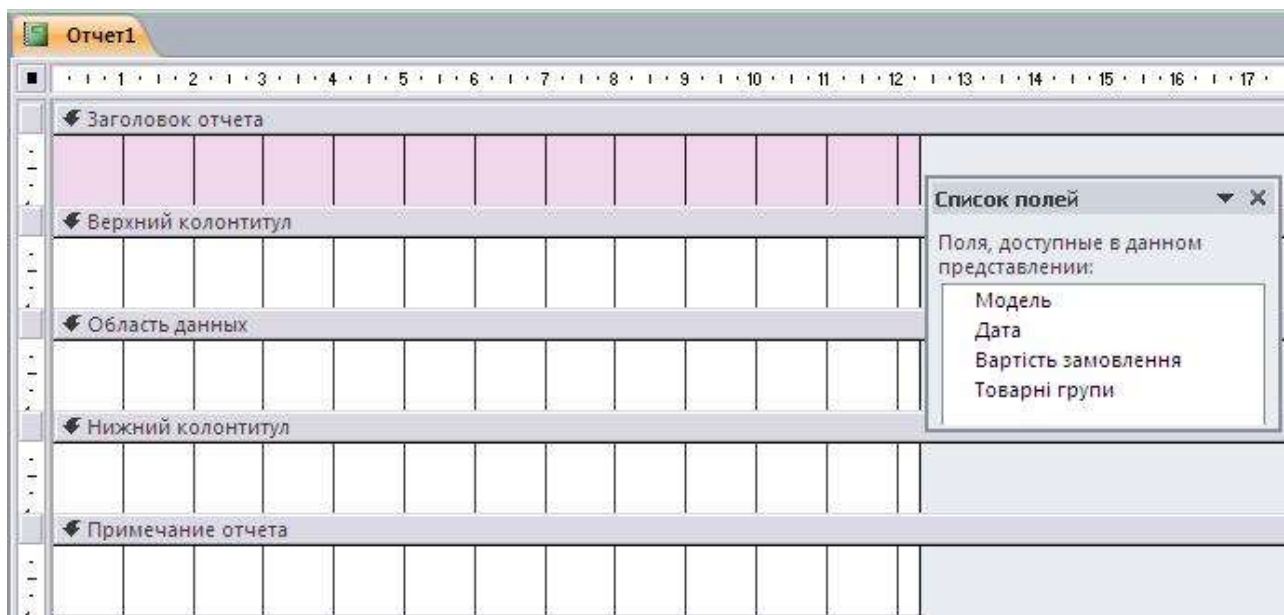 Отчет1
1 2 3 4 5 6 7 8 9 10 11 12 13 14 15 16 17
Заголовок отчета
Верхний колонтитул
Область данных
Нижний колонтитул
Примечание отчета
Список полей
Поля, доступные в данном
представлении:
Модель
Дата
Вартість замовлення
Товарні групи